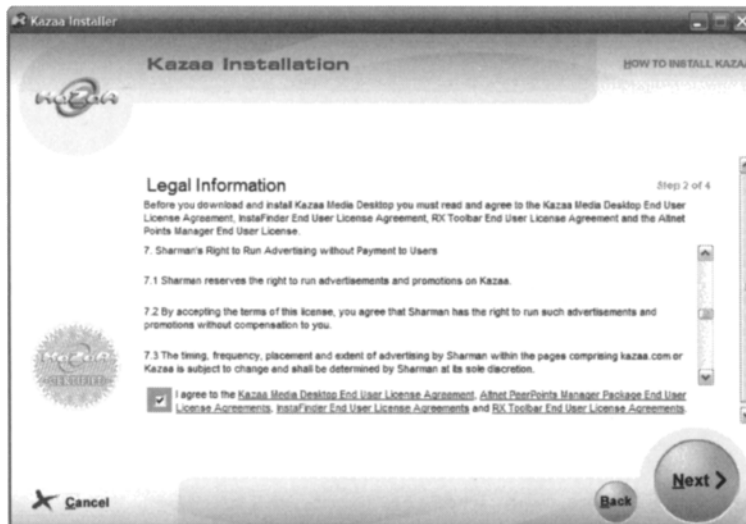 Kazaa Installer
Kazaa Installation
HOW TO INSTALL KAZAA
KaZaA
Legal Information
Step 2 of 4
Before you download and install Kazaa Media Desktop you must read and agree to the Kazaa Media Desktop End User
License Agreement, InstaFinder End User License Agreement, RX Toolbar End User License Agreement and the Altnet
Points Manager End User License.
7. Sharman's Right to Run Advertising without Payment to Users
7.1 Sharman reserves the right to run advertisements and promotions on Kazaa.
7.2 By accepting the terms of this license, you agree that Sharman has the right to run such advertisements and
promotions without compensation to you.
7.3 The timing, frequency, placement and extent of advertising by Sharman within the pages comprising kazaa.com or
Kazaa is subject to change and shall be determined by Sharman at its sole discretion.
KaZaA
CERTIFIED
I agree to the Kazaa Media Desktop End User License Agreement, Altnet PeerPoints Manager Package End User
License Agreements, InstaFinder End User License Agreements and RX Toolbar End User License Agreements.
Cancel
Back
Next